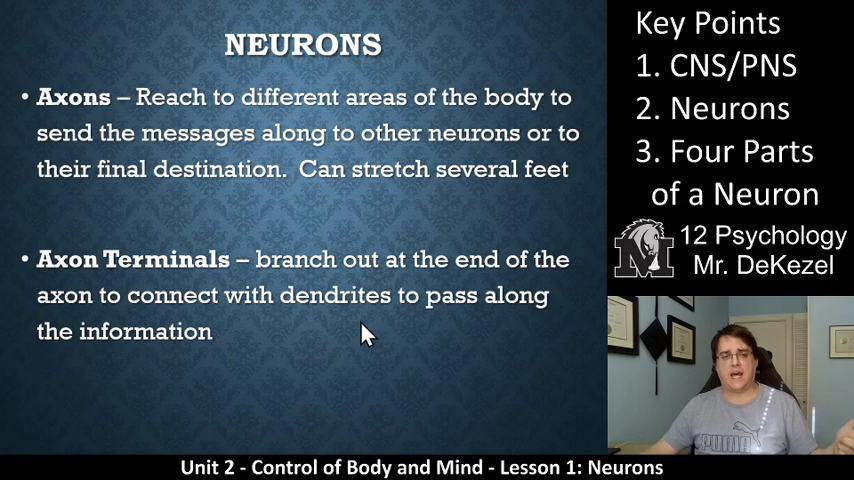 NEURONS
• Axons – Reach to different areas of the body to
send the messages along to other neurons or to
their final destination. Can stretch several feet
• Axon Terminals – branch out at the end of the
axon to connect with dendrites to pass along
the information
Key Points
1. CNS/PNS
2. Neurons
3. Four Parts
of a Neuron
M
12 Psychology
Mr. DeKezel
PUMA
Unit 2 - Control of Body and Mind - Lesson 1: Neurons